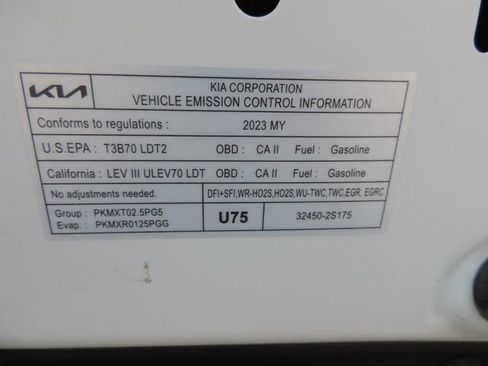 KIA
KIA CORPORATION
VEHICLE EMISSION CONTROL INFORMATION
Conforms to regulations : 2023 MY
U.S.EPA : T3B70 LDT2 OBD : CA II Fuel : Gasoline
California : LEV III ULEV70 LDT OBD : CA II Fuel : Gasoline
No adjustments needed. DFI+SFI,WR-HO2S,HO2S,WU-TWC,TWC,EGR, EGRC
Group : PKMXT02.5PG5
Evap. : PKMXR0125PGG
U75
32450-2S175